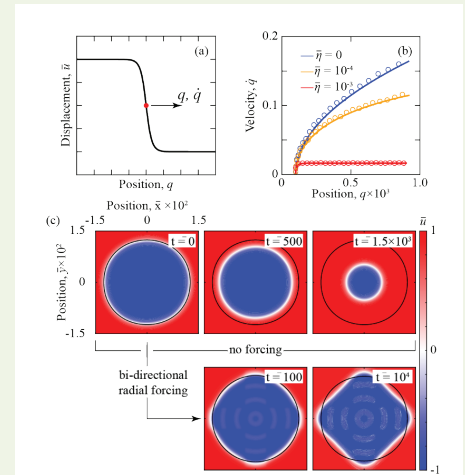 (a)
Displacement, ū
q, q̇
Position, q
(b)
0.2
0.1
0
Velocity, q̇
η̄ = 0
η̄ = 10⁻⁴
η̄ = 10⁻³
0 0.5 1.0
Position, q×10³
(c)
Position, x̄ ×10²
-1.5 0 1.5
Position, ȳ×10²
-1.5
0
1.5
t̄ = 0
t̄ = 500
t̄ = 1.5×10³
ū
1
0
-1
no forcing
bi-directional
radial forcing
t̄ = 100
t̄ = 10⁴